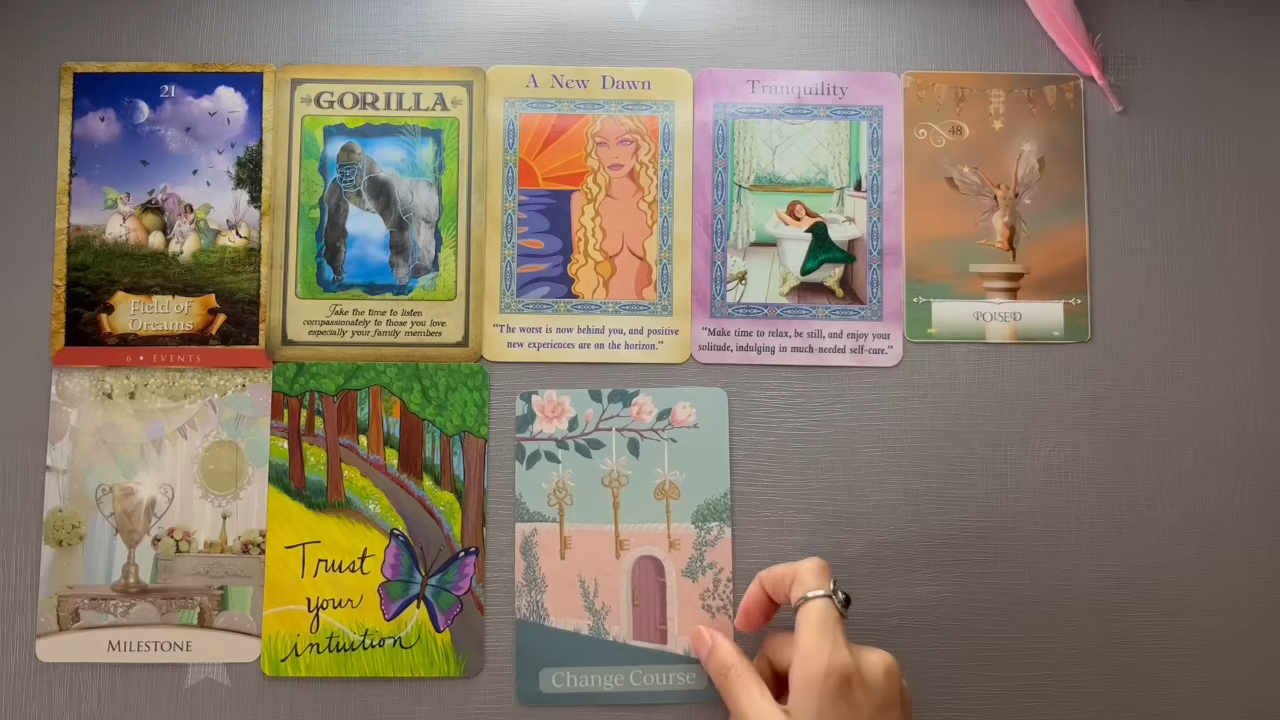 21
Field of
Dreams
6 • EVENTS
GORILLA
Take the time to listen
compassionately to those you love,
especially your family members
A New Dawn
"The worst is now behind you, and positive
new experiences are on the horizon."
Tranquility
"Make time to relax, be still, and enjoy your
solitude, indulging in much-needed self-care."
48
POISED
MILESTONE
Trust
your
intuition
Change Course